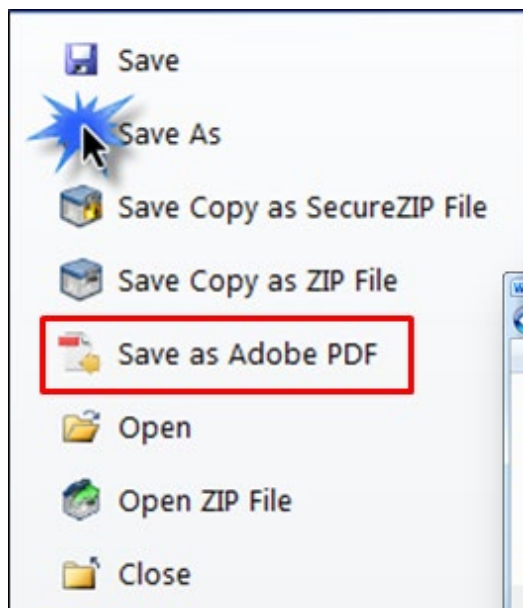 Save
Save As
Save Copy as SecureZIP File
Save Copy as ZIP File
Save as Adobe PDF
Open
Open ZIP File
Close